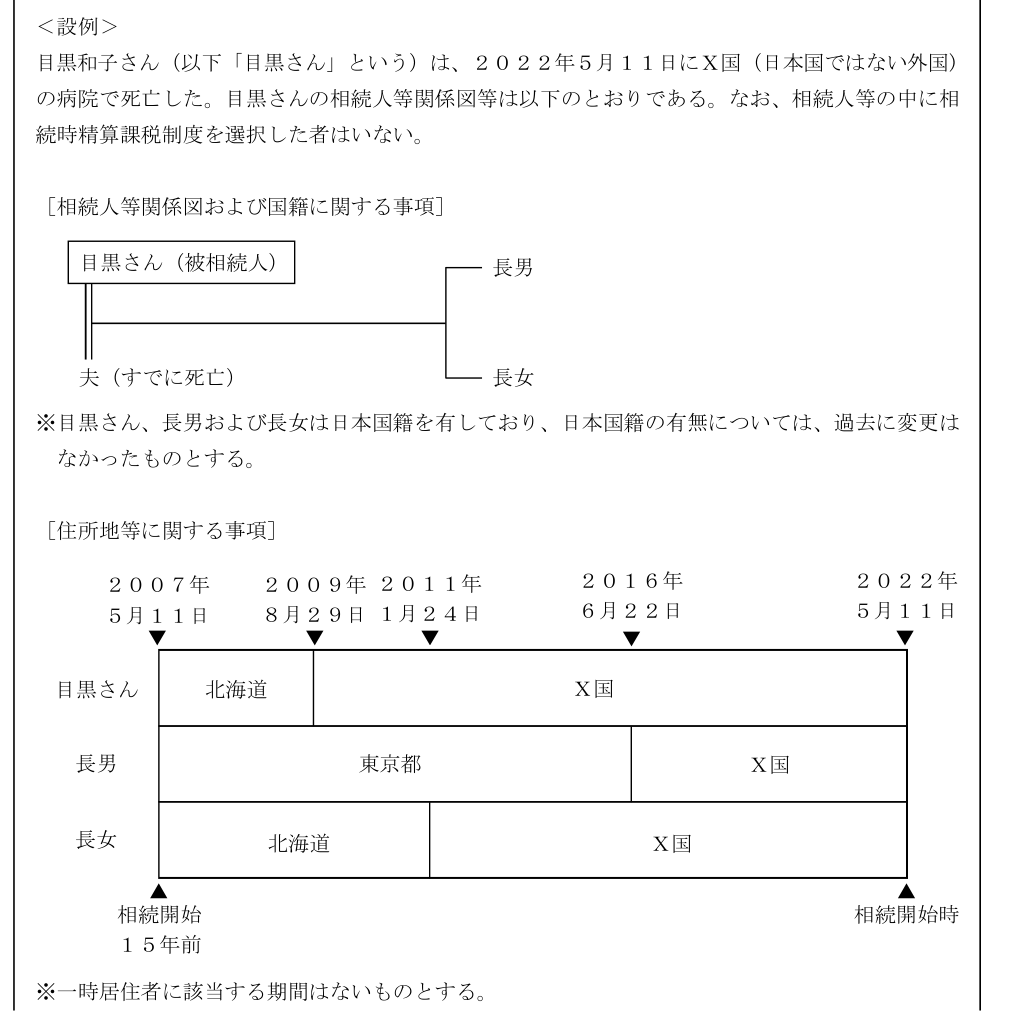 ＜設例＞
目黒和子さん（以下「目黒さん」という）は、２０２２年５月１１日にＸ国（日本国ではない外国）
の病院で死亡した。目黒さんの相続人等関係図等は以下のとおりである。なお、相続人等の中に相
続時精算課税制度を選択した者はいない。
［相続人等関係図および国籍に関する事項］
目黒さん（被相続人）
長男
夫（すでに死亡）
長女
※目黒さん、長男および長女は日本国籍を有しており、日本国籍の有無については、過去に変更は
なかったものとする。
［住所地等に関する事項］
２００７年 ２００９年 ２０１１年 ２０１６年 ２０２２年
５月１１日 ８月２９日 １月２４日 ６月２２日 ５月１１日
▼ ▼ ▼ ▼ ▼
目黒さん 北海道 Ｘ国
長男 東京都 Ｘ国
長女 北海道 Ｘ国
▲ ▲
相続開始 相続開始時
１５年前
※一時居住者に該当する期間はないものとする。